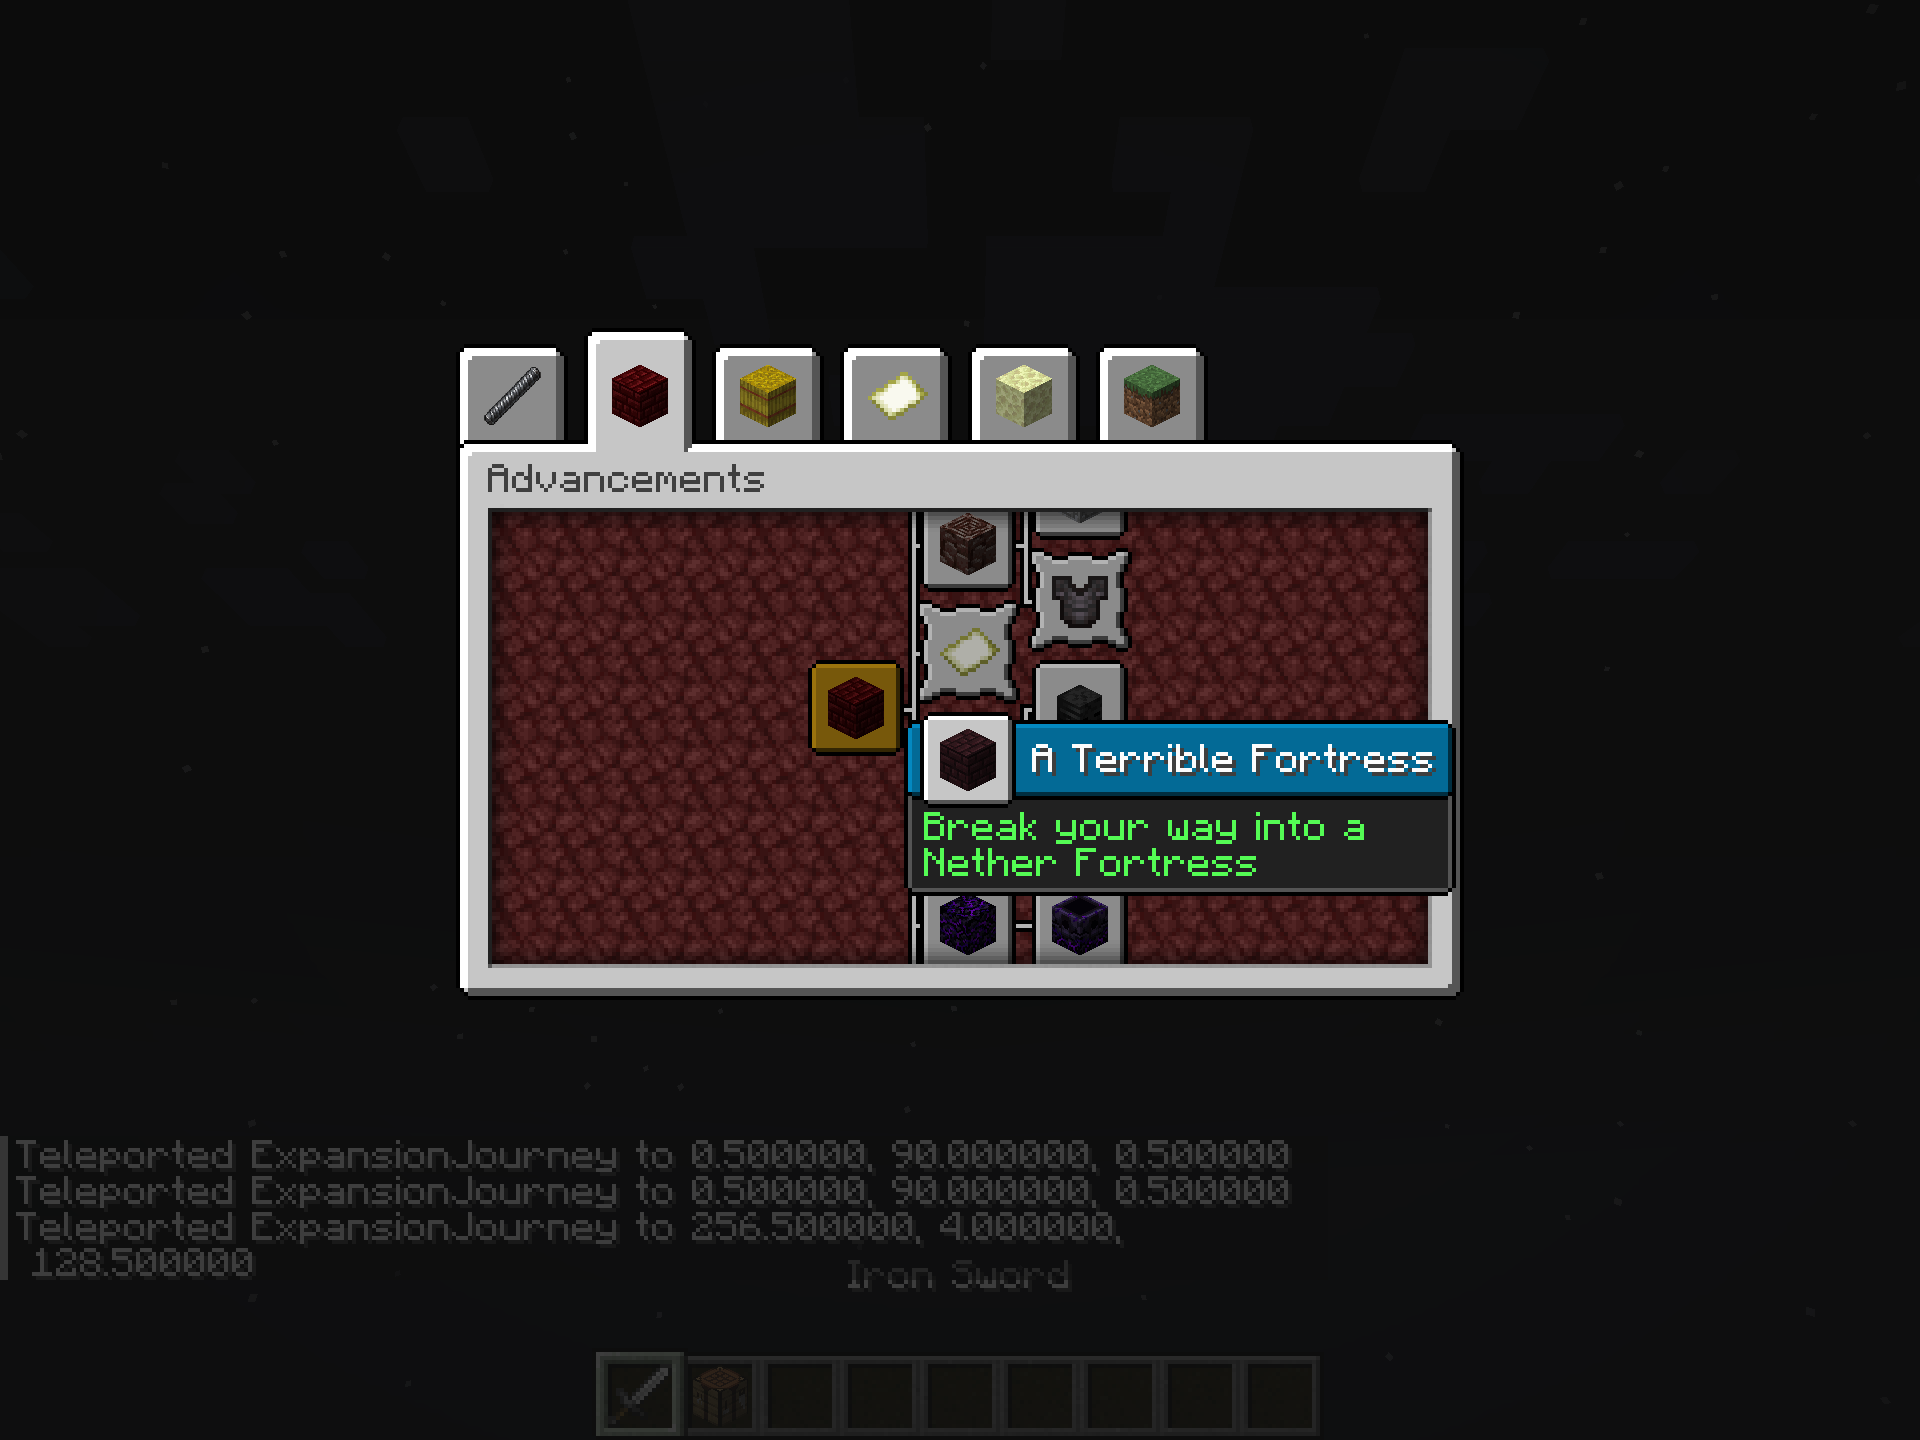 Advancements
A Terrible Fortress
Break your way into a
Nether Fortress
Teleported ExpansionJourney to 0.500000, 90.000000, 0.500000
Teleported ExpansionJourney to 0.500000, 90.000000, 0.500000
Teleported ExpansionJourney to 256.500000, 4.000000,
128.500000
Iron Sword